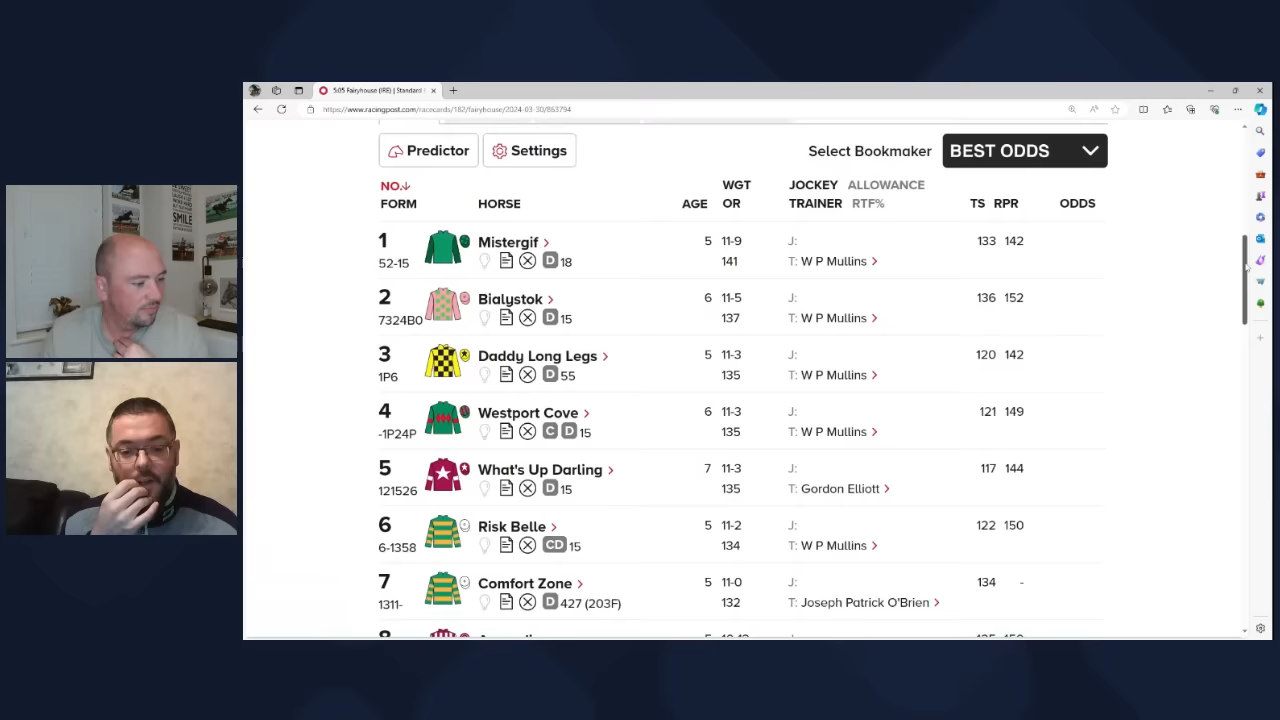 5:05 Fairyhouse (IRE) | Standard
https://www.racingpost.com/racecards/182/fairyhouse/2024-03-30/863794
Predictor Settings Select Bookmaker BEST ODDS
NO. WGT JOCKEY ALLOWANCE
FORM HORSE AGE OR TRAINER RTF% TS RPR ODDS
1 Mistergif 5 11-9 J: 133 142
52-15 D 18 141 T: W P Mullins
2 Bialystok 6 11-5 J: 136 152
7324B0 D 15 137 T: W P Mullins
3 Daddy Long Legs 5 11-3 J: 120 142
1P6 D 55 135 T: W P Mullins
4 Westport Cove 6 11-3 J: 121 149
-1P24P C D 15 135 T: W P Mullins
5 What's Up Darling 7 11-3 J: 117 144
121526 D 15 135 T: Gordon Elliott
6 Risk Belle 5 11-2 J: 122 150
6-1358 CD 15 134 T: W P Mullins
7 Comfort Zone 5 11-0 J: 134 -
1311- D 427 (203F) 132 T: Joseph Patrick O'Brien
SMILE